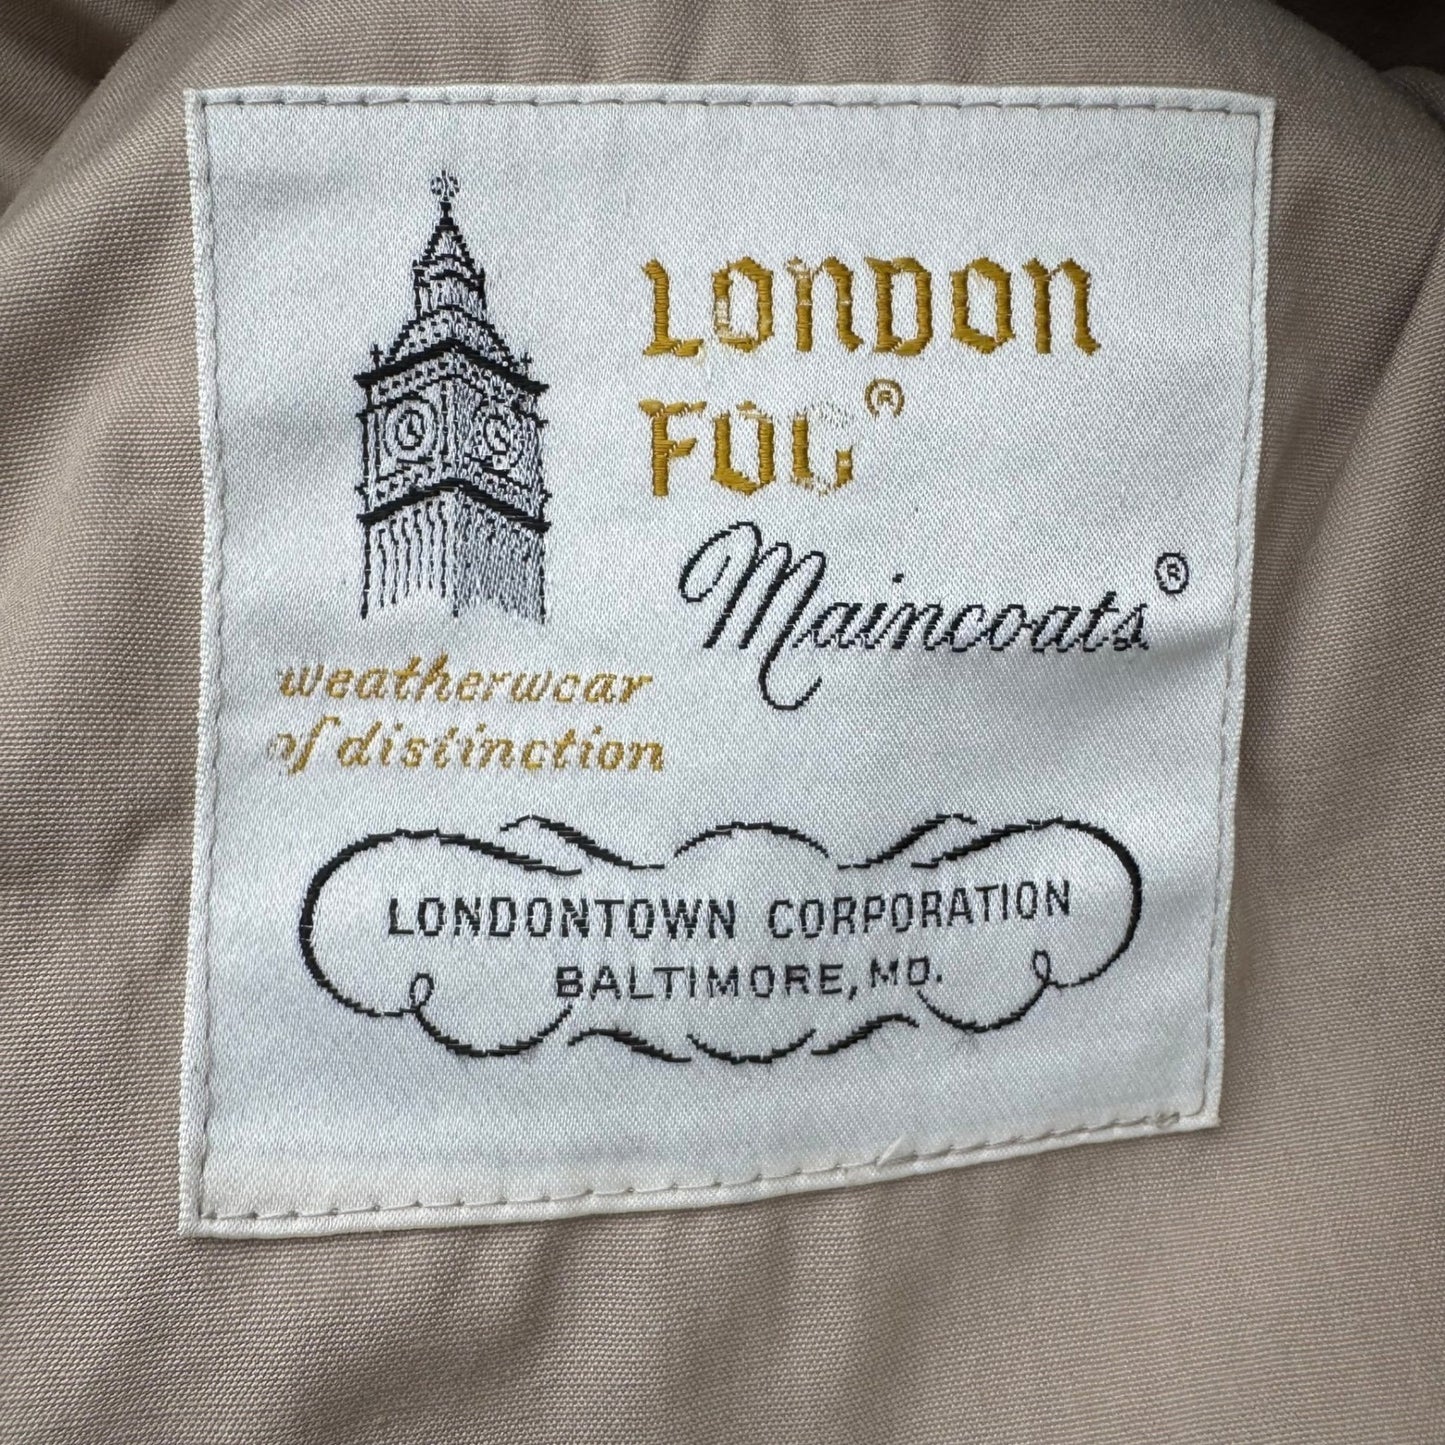 LONDON
FOG®
Maincoats®
weatherwear
of distinction
LONDONTOWN CORPORATION
BALTIMORE, MD.